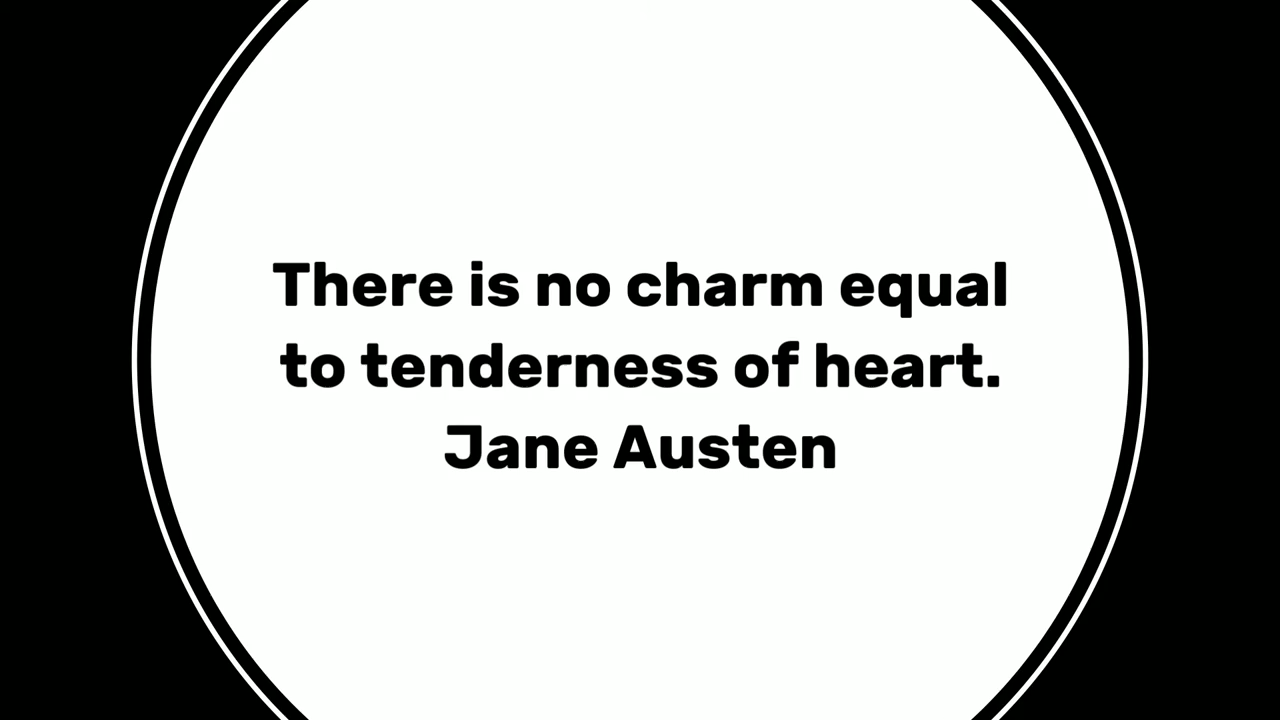 There is no charm equal
to tenderness of heart.
Jane Austen